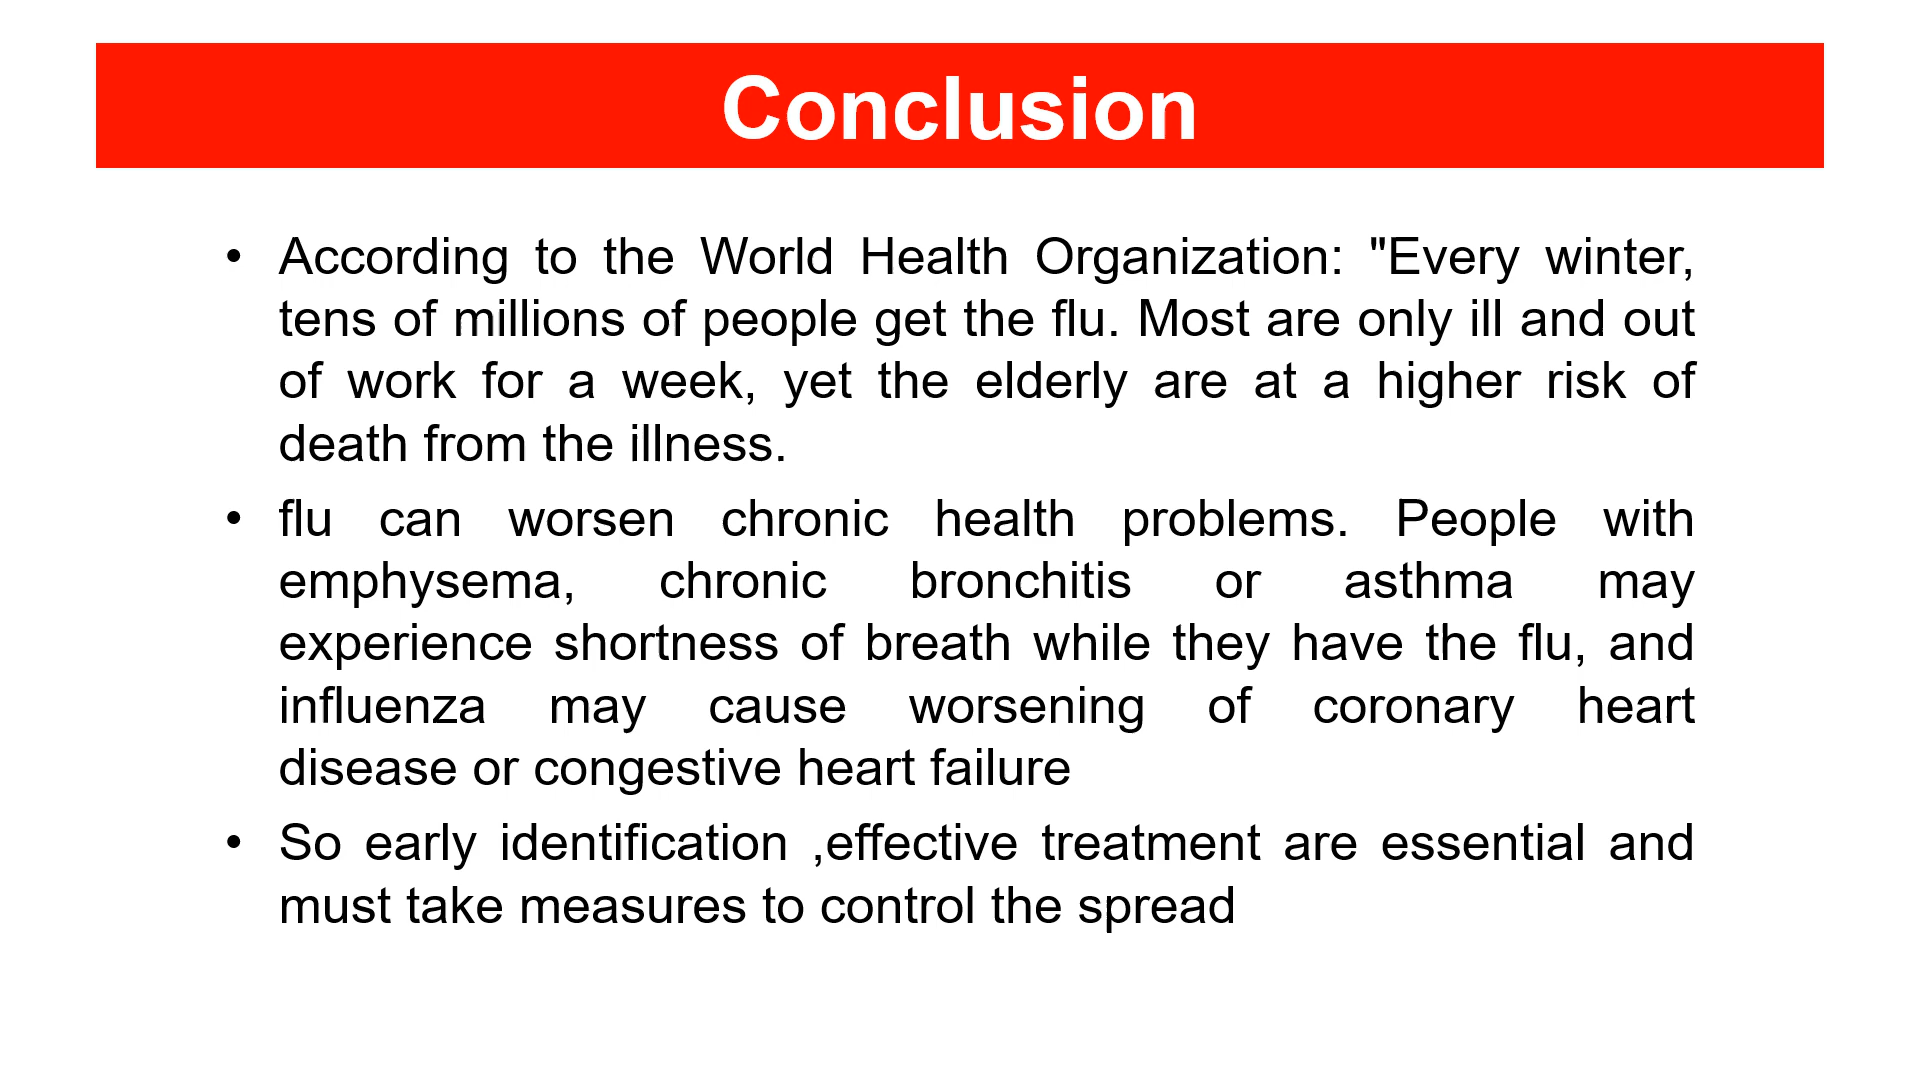 Conclusion
• According to the World Health Organization: "Every winter,
tens of millions of people get the flu. Most are only ill and out
of work for a week, yet the elderly are at a higher risk of
death from the illness.
• flu can worsen chronic health problems. People with
emphysema, chronic bronchitis or asthma may
experience shortness of breath while they have the flu, and
influenza may cause worsening of coronary heart
disease or congestive heart failure
• So early identification ,effective treatment are essential and
must take measures to control the spread